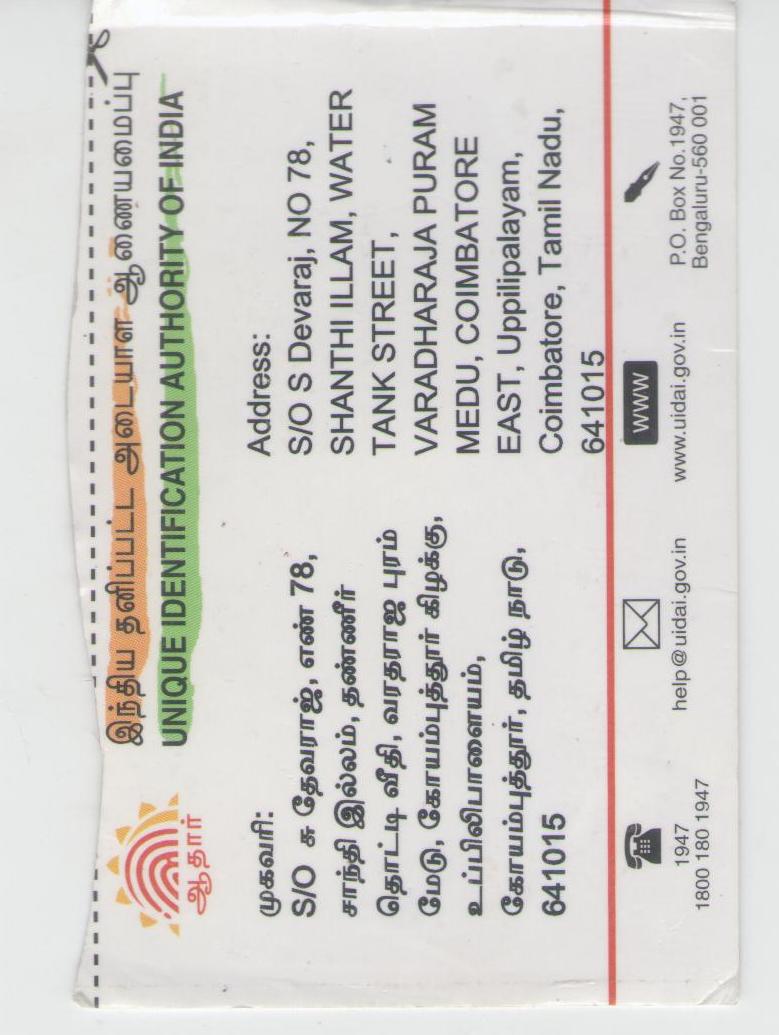 இந்திய தனிப்பட்ட அடையாள ஆணையமைப்பு
UNIQUE IDENTIFICATION AUTHORITY OF INDIA
ஆதார்
முகவரி:
S/O சு தேவராஜ், எண் 78,
சாந்தி இல்லம், தண்ணீர்
தொட்டி வீதி, வரதராஜ புரம்
மேடு, கோயம்புத்தூர் கிழக்கு,
உப்பிலிபாளையம்,
கோயம்புத்தூர், தமிழ் நாடு,
641015
Address:
S/O S Devaraj, NO 78,
SHANTHI ILLAM, WATER
TANK STREET,
VARADHARAJA PURAM
MEDU, COIMBATORE
EAST, Uppilipalayam,
Coimbatore, Tamil Nadu,
641015
1947
1800 180 1947
help@uidai.gov.in
WWW
www.uidai.gov.in
P.O. Box No.1947,
Bengaluru-560 001